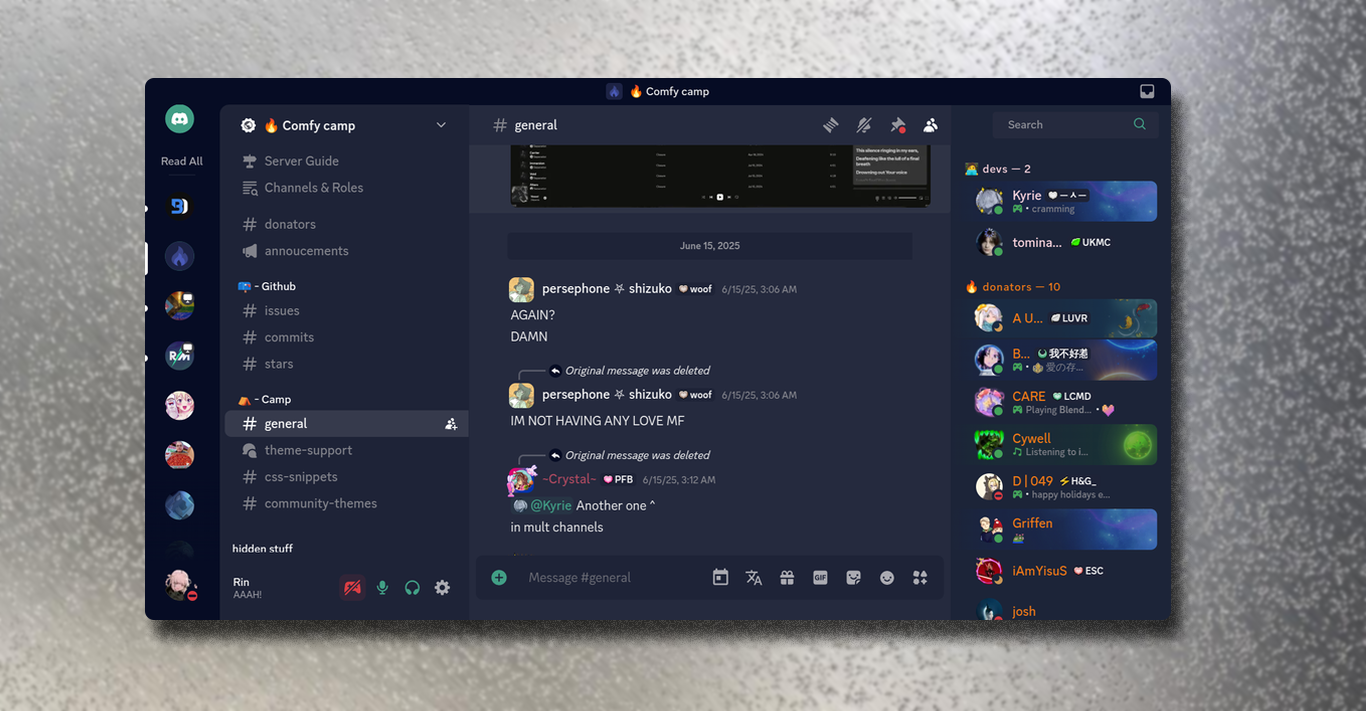 🔥 Comfy camp
Read All
🔥 Comfy camp
Server Guide
Channels & Roles
donators
annoucements
📪 - Github
issues
commits
stars
⛺ - Camp
general
theme-support
css-snippets
community-themes
hidden stuff
Rin
AAAH!
# general
This silence ringing in my ears,
Deafening like the lull of a final
breath
Drowning out Your voice
June 15, 2025
persephone ⛧ shizuko woof 6/15/25, 3:06 AM
AGAIN?
DAMN
Original message was deleted
persephone ⛧ shizuko woof 6/15/25, 3:06 AM
IM NOT HAVING ANY LOVE MF
Original message was deleted
~Crystal~ PFB 6/15/25, 3:12 AM
@Kyrie Another one ^
in mult channels
Message #general
GIF
Search
🧑‍💻 devs — 2
Kyrie ー人ー
• cramming
tomina... UKMC
🔥 donators — 10
A U... LUVR
B... 我不好惹
• 愛の存...
CARE LCMD
Playing Blend... •
Cywell
Listening to i...
D | 049 H&G_
• happy holidays e...
Griffen
iAmYisuS ESC
josh